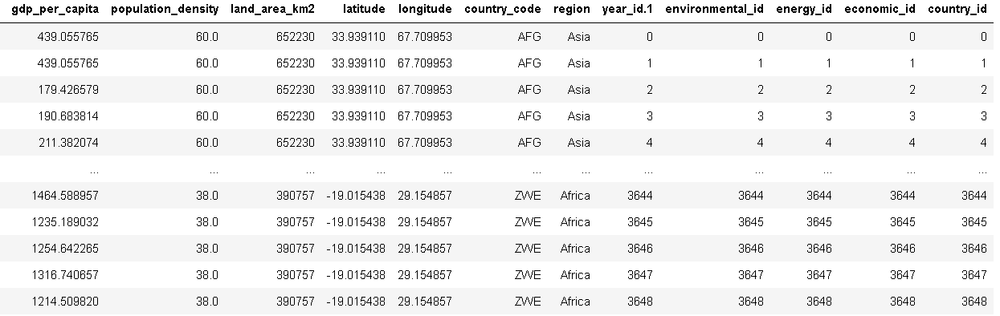 gdp_per_capita population_density land_area_km2 latitude longitude country_code region year_id.1 environmental_id energy_id economic_id country_id
439.055765 60.0 652230 33.939110 67.709953 AFG Asia 0 0 0 0 0
439.055765 60.0 652230 33.939110 67.709953 AFG Asia 1 1 1 1 1
179.426579 60.0 652230 33.939110 67.709953 AFG Asia 2 2 2 2 2
190.683814 60.0 652230 33.939110 67.709953 AFG Asia 3 3 3 3 3
211.382074 60.0 652230 33.939110 67.709953 AFG Asia 4 4 4 4 4
... ... ... ... ... ... ... ... ... ... ... ...
1464.588957 38.0 390757 -19.015438 29.154857 ZWE Africa 3644 3644 3644 3644 3644
1235.189032 38.0 390757 -19.015438 29.154857 ZWE Africa 3645 3645 3645 3645 3645
1254.642265 38.0 390757 -19.015438 29.154857 ZWE Africa 3646 3646 3646 3646 3646
1316.740657 38.0 390757 -19.015438 29.154857 ZWE Africa 3647 3647 3647 3647 3647
1214.509820 38.0 390757 -19.015438 29.154857 ZWE Africa 3648 3648 3648 3648 3648